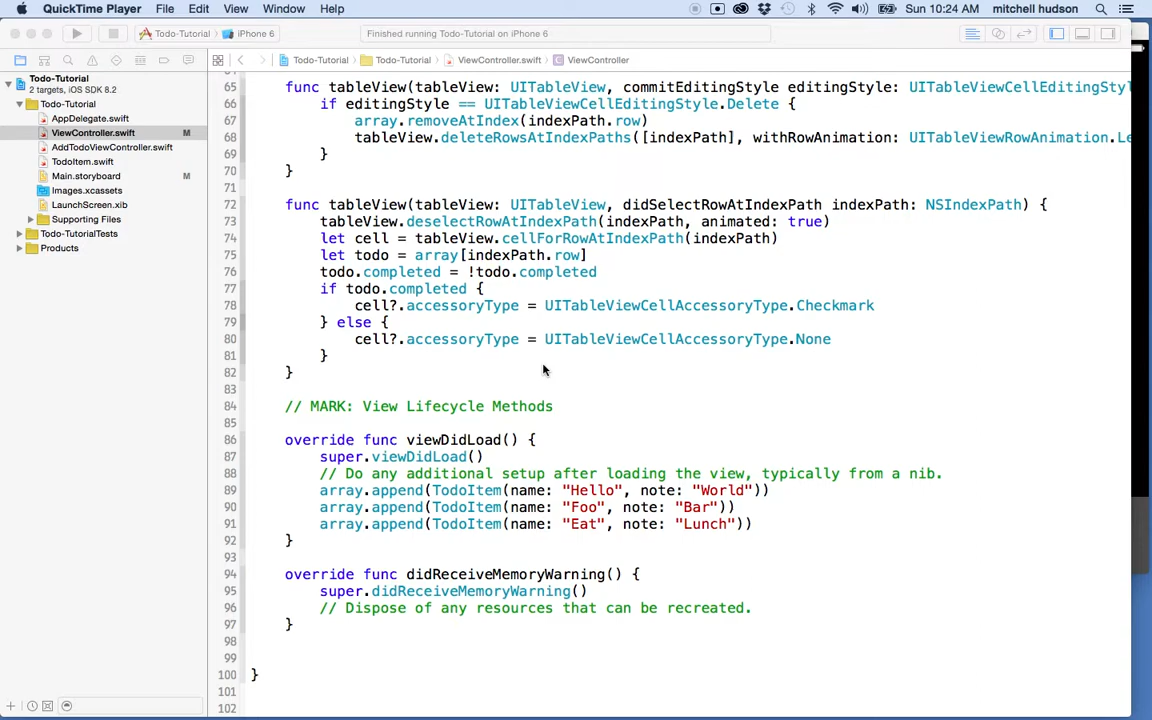 QuickTime Player File Edit View Window Help Sun 10:24 AM mitchell hudson
Todo-Tutorial iPhone 6 Finished running Todo-Tutorial on iPhone 6
Todo-Tutorial Todo-Tutorial ViewController.swift ViewController
Todo-Tutorial
2 targets, iOS SDK 8.2
Todo-Tutorial
AppDelegate.swift
ViewController.swift M
AddTodoViewController.swift
TodoItem.swift
Main.storyboard M
Images.xcassets
LaunchScreen.xib
Supporting Files
Todo-TutorialTests
Products
65 func tableView(tableView: UITableView, commitEditingStyle editingStyle: UITableViewCellEditingStyl
66 if editingStyle == UITableViewCellEditingStyle.Delete {
67 array.removeAtIndex(indexPath.row)
68 tableView.deleteRowsAtIndexPaths([indexPath], withRowAnimation: UITableViewRowAnimation.Le
69 }
70 }
71
72 func tableView(tableView: UITableView, didSelectRowAtIndexPath indexPath: NSIndexPath) {
73 tableView.deselectRowAtIndexPath(indexPath, animated: true)
74 let cell = tableView.cellForRowAtIndexPath(indexPath)
75 let todo = array[indexPath.row]
76 todo.completed = !todo.completed
77 if todo.completed {
78 cell?.accessoryType = UITableViewCellAccessoryType.Checkmark
79 } else {
80 cell?.accessoryType = UITableViewCellAccessoryType.None
81 }
82 }
83
84 // MARK: View Lifecycle Methods
85
86 override func viewDidLoad() {
87 super.viewDidLoad()
88 // Do any additional setup after loading the view, typically from a nib.
89 array.append(TodoItem(name: "Hello", note: "World"))
90 array.append(TodoItem(name: "Foo", note: "Bar"))
91 array.append(TodoItem(name: "Eat", note: "Lunch"))
92 }
93
94 override func didReceiveMemoryWarning() {
95 super.didReceiveMemoryWarning()
96 // Dispose of any resources that can be recreated.
97 }
98
99
100 }
101
102